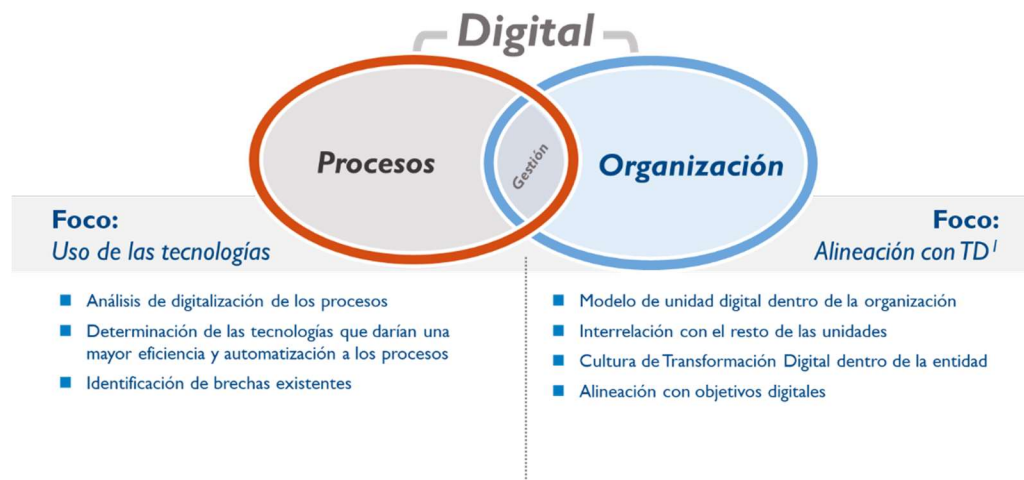 Digital
Procesos
Gestión
Organización
Foco:
Uso de las tecnologías
Foco:
Alineación con TD¹
Análisis de digitalización de los procesos
Determinación de las tecnologías que darían una
mayor eficiencia y automatización a los procesos
Identificación de brechas existentes
Modelo de unidad digital dentro de la organización
Interrelación con el resto de las unidades
Cultura de Transformación Digital dentro de la entidad
Alineación con objetivos digitales